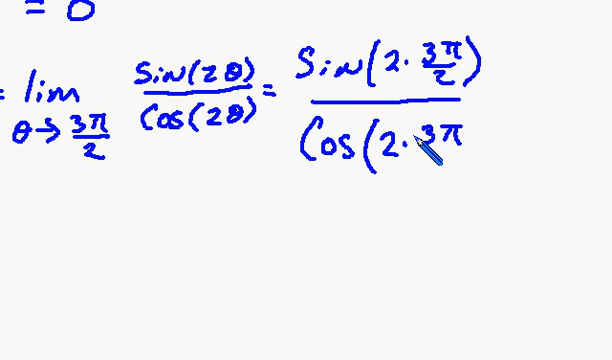 = 0
= lim θ→3π/2 Sin(2θ)/Cos(2θ) = Sin(2·3π/2)/Cos(2·3π